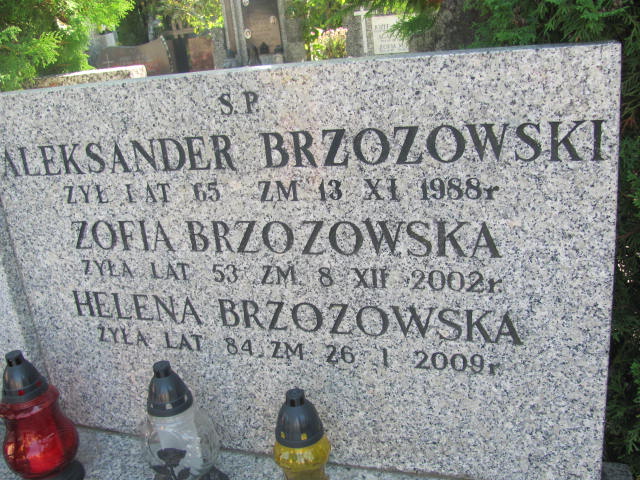 S.P.
ALEKSANDER BRZOZOWSKI
ŻYŁ LAT 65 ZM 13 XI 1988r
ZOFIA BRZOZOWSKA
ŻYŁA LAT 53 ZM. 8 XII 2002r.
HELENA BRZOZOWSKA
ŻYŁA LAT 84 ZM 26 I 2009r.